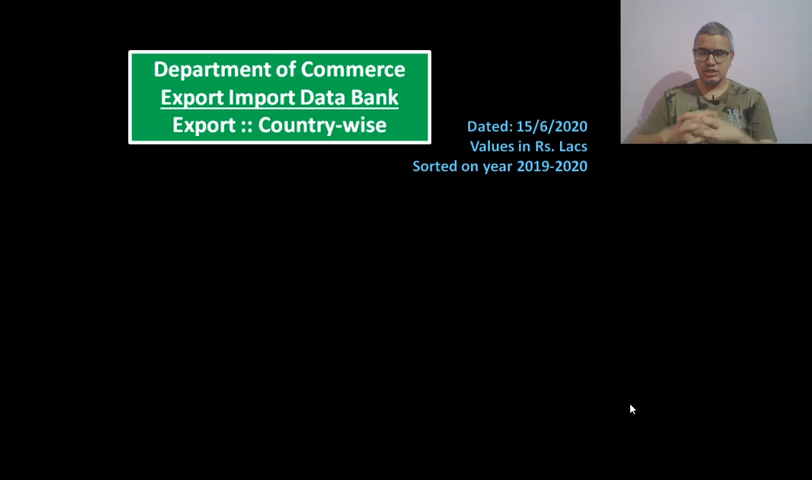 Department of Commerce
Export Import Data Bank
Export :: Country-wise
Dated: 15/6/2020
Values in Rs. Lacs
Sorted on year 2019-2020